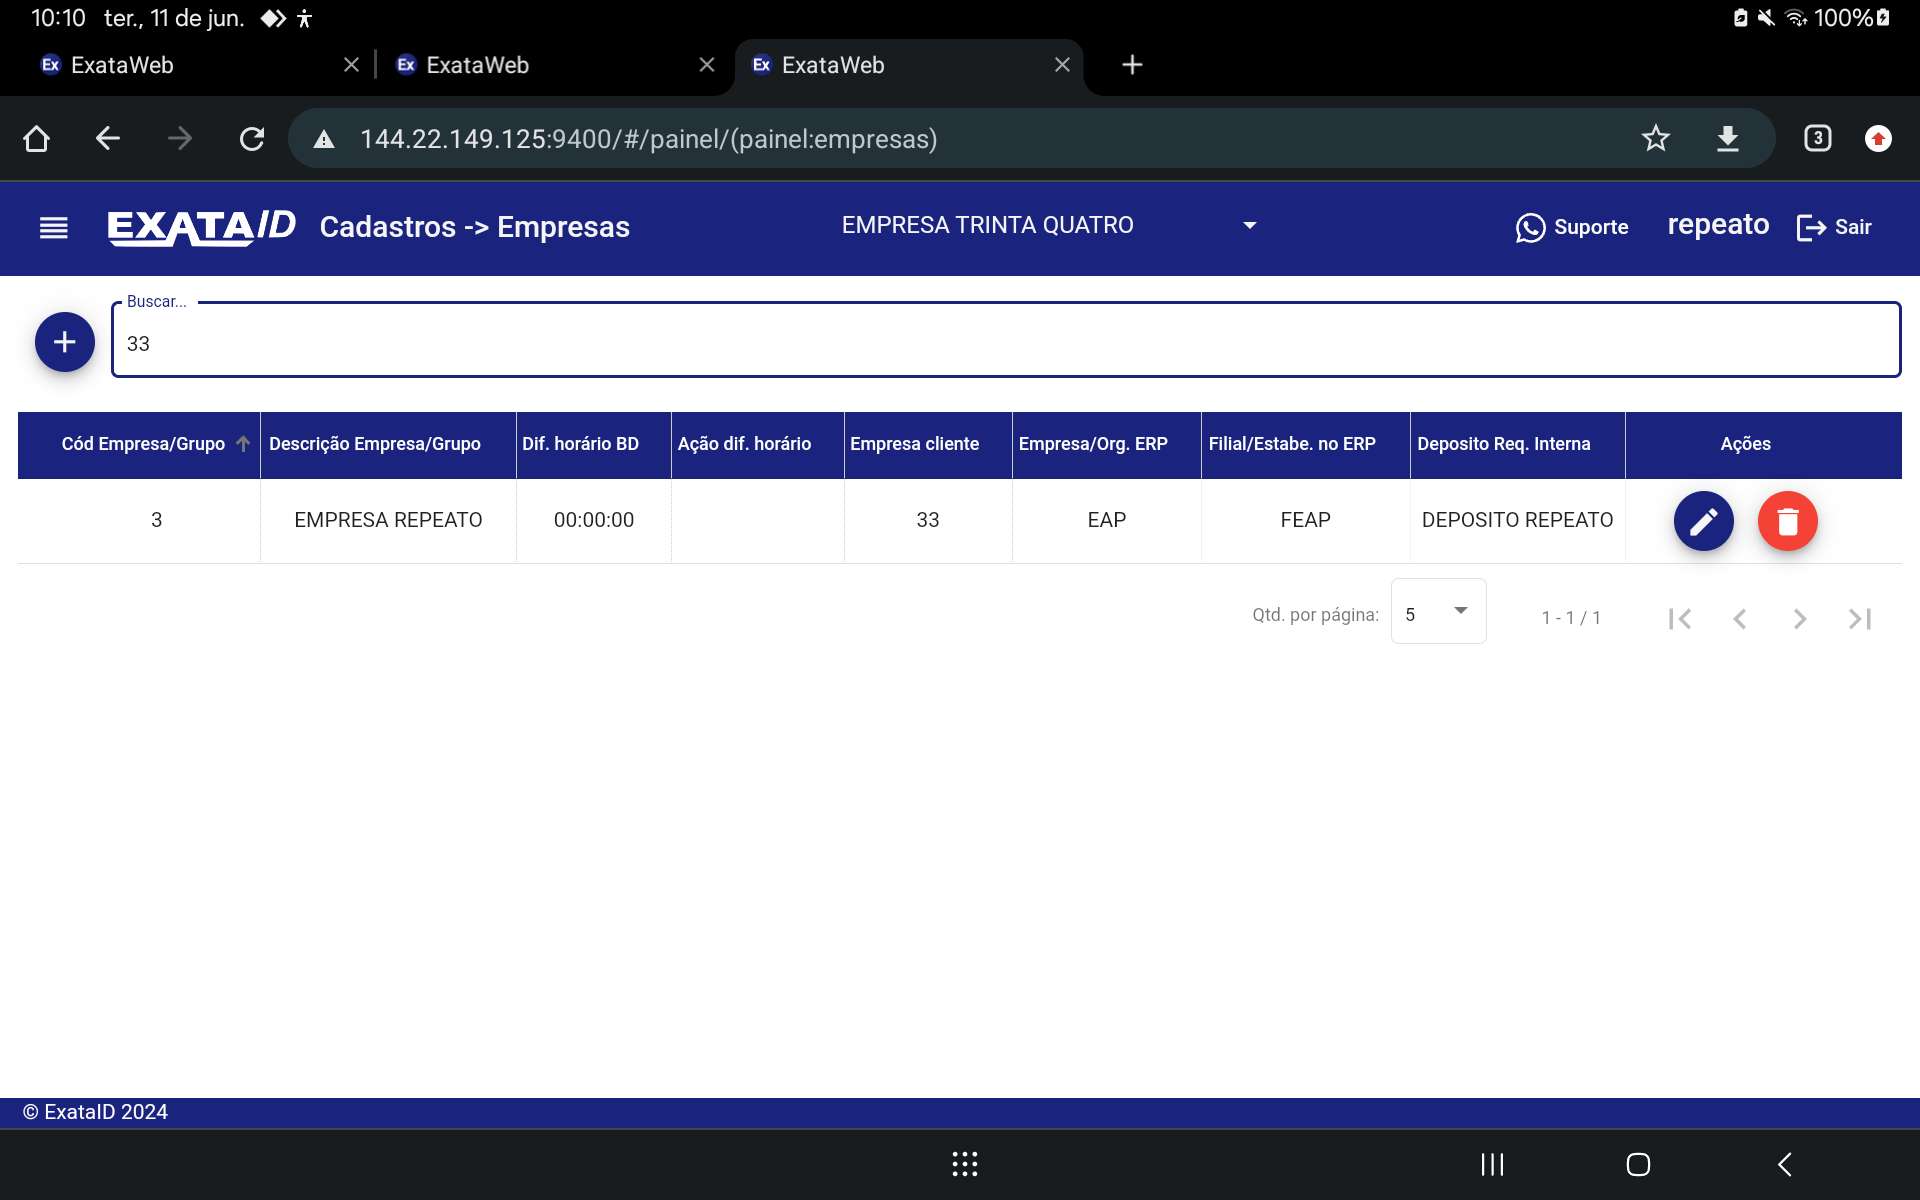 10:10 ter., 11 de jun. 100%
Ex ExataWeb Ex ExataWeb Ex ExataWeb
144.22.149.125:9400/#/painel/(painel:empresas) 3
EXATAID Cadastros -> Empresas EMPRESA TRINTA QUATRO Suporte repeato Sair
Buscar...
33
Cód Empresa/Grupo Descrição Empresa/Grupo Dif. horário BD Ação dif. horário Empresa cliente Empresa/Org. ERP Filial/Estabe. no ERP Deposito Req. Interna Ações
3 EMPRESA REPEATO 00:00:00 33 EAP FEAP DEPOSITO REPEATO
Qtd. por página: 5 1 - 1 / 1
© ExataID 2024